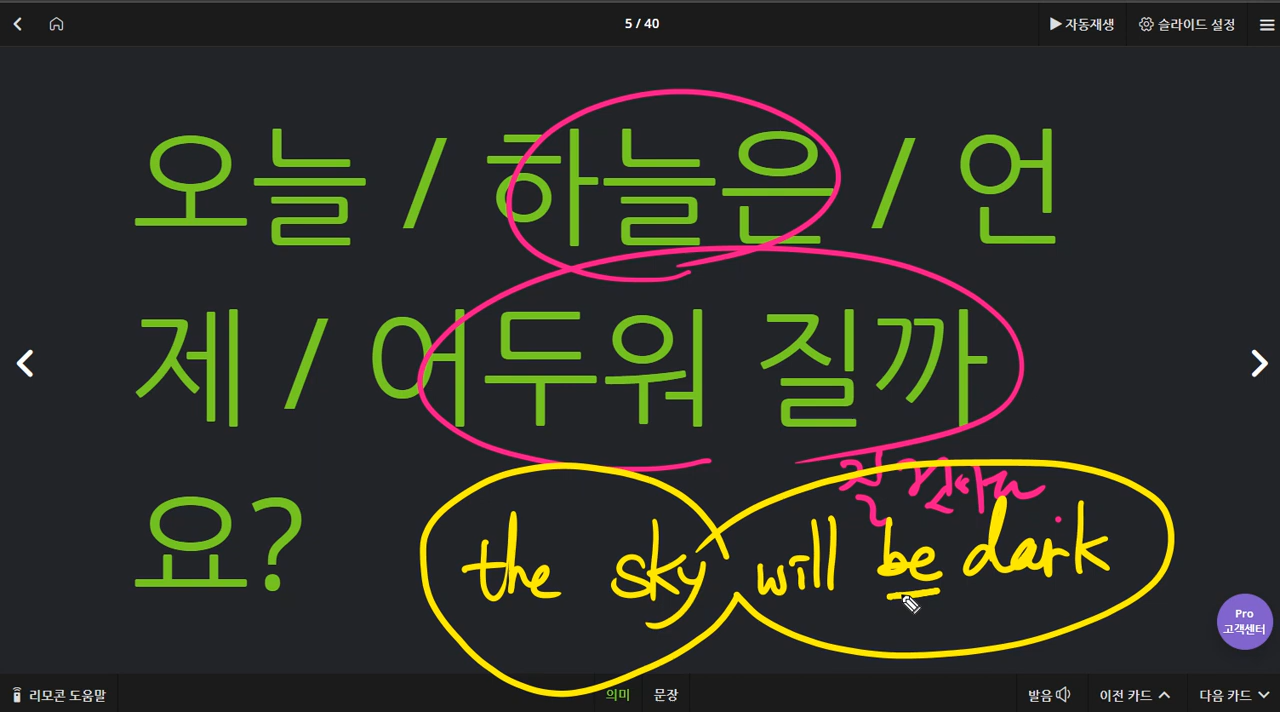 5 / 40
자동재생
슬라이드 설정
오늘 / 하늘은 / 언
제 / 어두워 질까
요?
the sky will be dark
Pro
고객센터
리모콘 도움말
의미
문장
발음
이전 카드
다음 카드